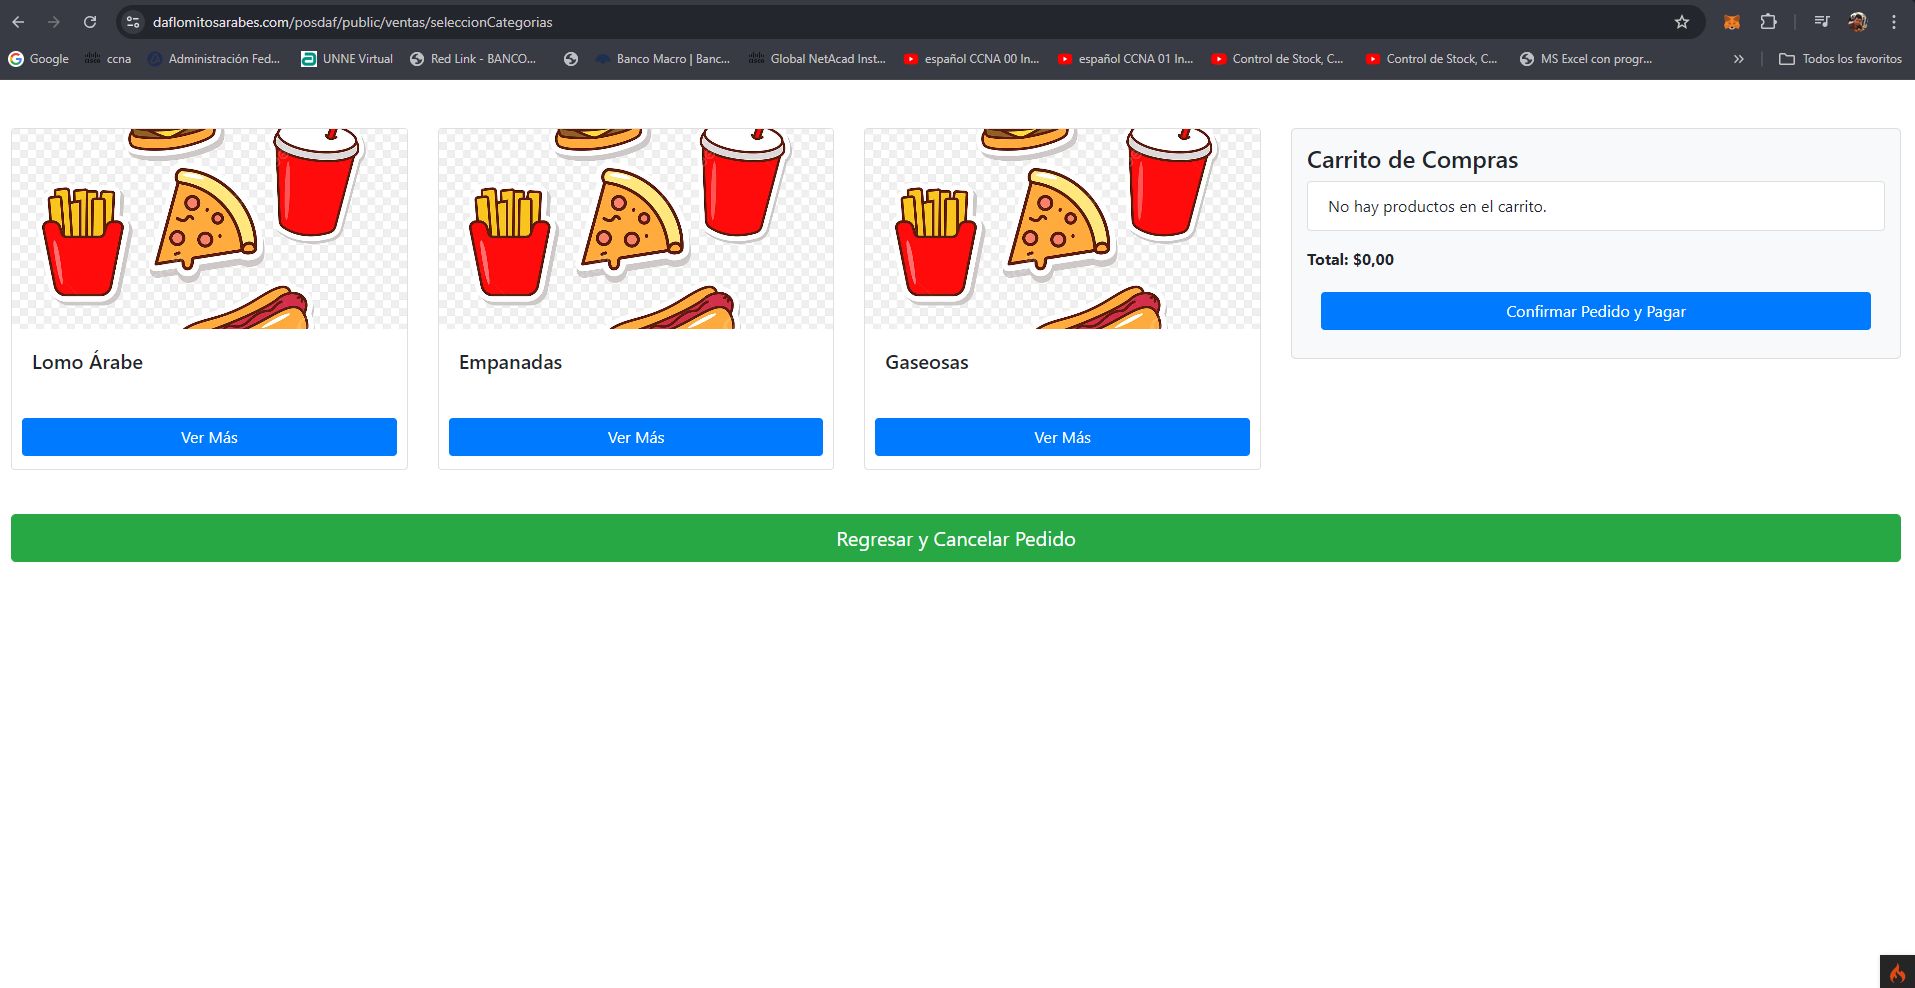 daflomitosarabes.com/posdaf/public/ventas/seleccionCategorias
Google
ccna
Administración Fed...
UNNE Virtual
Red Link - BANCO...
Banco Macro | Banc...
Global NetAcad Inst...
español CCNA 00 In...
español CCNA 01 In...
Control de Stock, C...
Control de Stock, C...
MS Excel con progr...
Todos los favoritos
Lomo Árabe
Ver Más
Empanadas
Ver Más
Gaseosas
Ver Más
Carrito de Compras
No hay productos en el carrito.
Total: $0,00
Confirmar Pedido y Pagar
Regresar y Cancelar Pedido